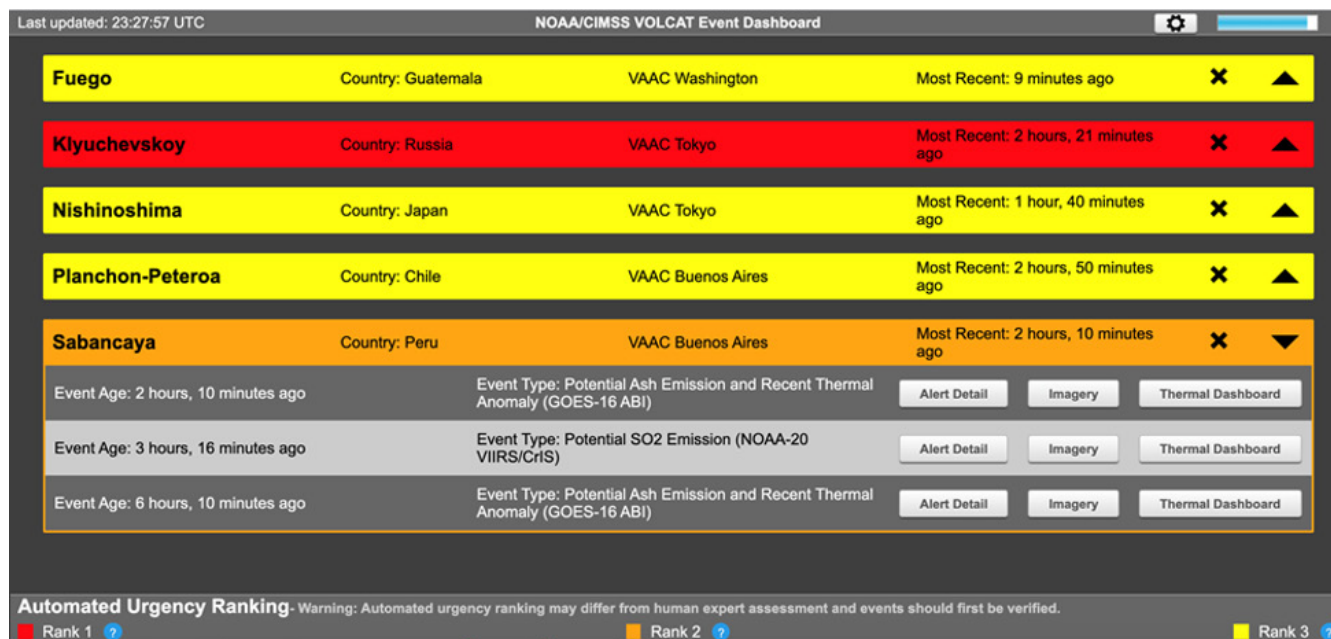 Last updated: 23:27:57 UTC NOAA/CIMSS VOLCAT Event Dashboard
Fuego Country: Guatemala VAAC Washington Most Recent: 9 minutes ago
Klyuchevskoy Country: Russia VAAC Tokyo Most Recent: 2 hours, 21 minutes
ago
Nishinoshima Country: Japan VAAC Tokyo Most Recent: 1 hour, 40 minutes
ago
Planchon-Peteroa Country: Chile VAAC Buenos Aires Most Recent: 2 hours, 50 minutes
ago
Sabancaya Country: Peru VAAC Buenos Aires Most Recent: 2 hours, 10 minutes
ago
Event Age: 2 hours, 10 minutes ago Event Type: Potential Ash Emission and Recent Thermal
Anomaly (GOES-16 ABI) Alert Detail Imagery Thermal Dashboard
Event Age: 3 hours, 16 minutes ago Event Type: Potential SO2 Emission (NOAA-20
VIIRS/CrIS) Alert Detail Imagery Thermal Dashboard
Event Age: 6 hours, 10 minutes ago Event Type: Potential Ash Emission and Recent Thermal
Anomaly (GOES-16 ABI) Alert Detail Imagery Thermal Dashboard
Automated Urgency Ranking- Warning: Automated urgency ranking may differ from human expert assessment and events should first be verified.
Rank 1 ? Rank 2 ? Rank 3 ?